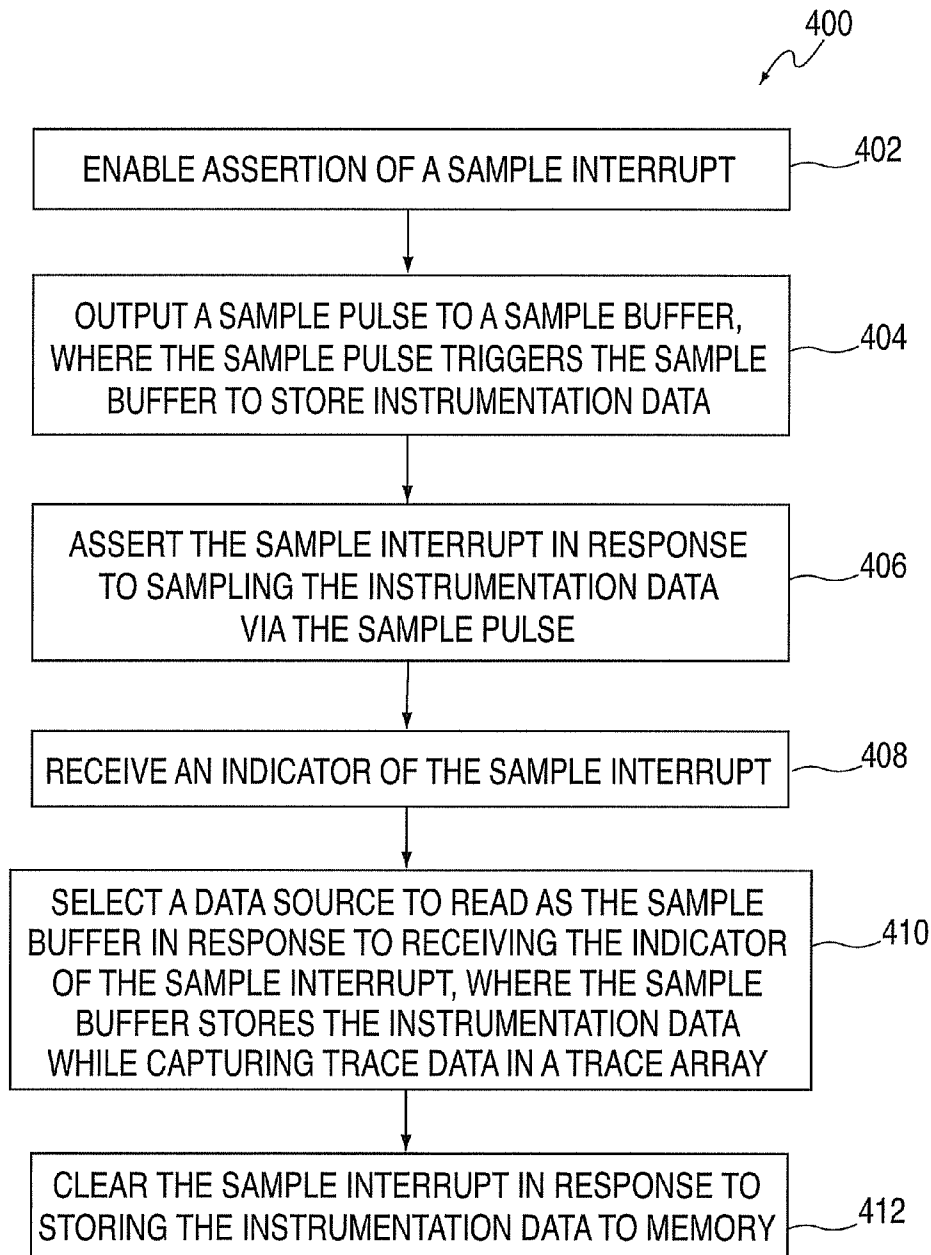 400
ENABLE ASSERTION OF A SAMPLE INTERRUPT
402
OUTPUT A SAMPLE PULSE TO A SAMPLE BUFFER,
WHERE THE SAMPLE PULSE TRIGGERS THE SAMPLE
BUFFER TO STORE INSTRUMENTATION DATA
404
ASSERT THE SAMPLE INTERRUPT IN RESPONSE
TO SAMPLING THE INSTRUMENTATION DATA
VIA THE SAMPLE PULSE
406
RECEIVE AN INDICATOR OF THE SAMPLE INTERRUPT
408
SELECT A DATA SOURCE TO READ AS THE SAMPLE
BUFFER IN RESPONSE TO RECEIVING THE INDICATOR
OF THE SAMPLE INTERRUPT, WHERE THE SAMPLE
BUFFER STORES THE INSTRUMENTATION DATA
WHILE CAPTURING TRACE DATA IN A TRACE ARRAY
410
CLEAR THE SAMPLE INTERRUPT IN RESPONSE TO
STORING THE INSTRUMENTATION DATA TO MEMORY
412